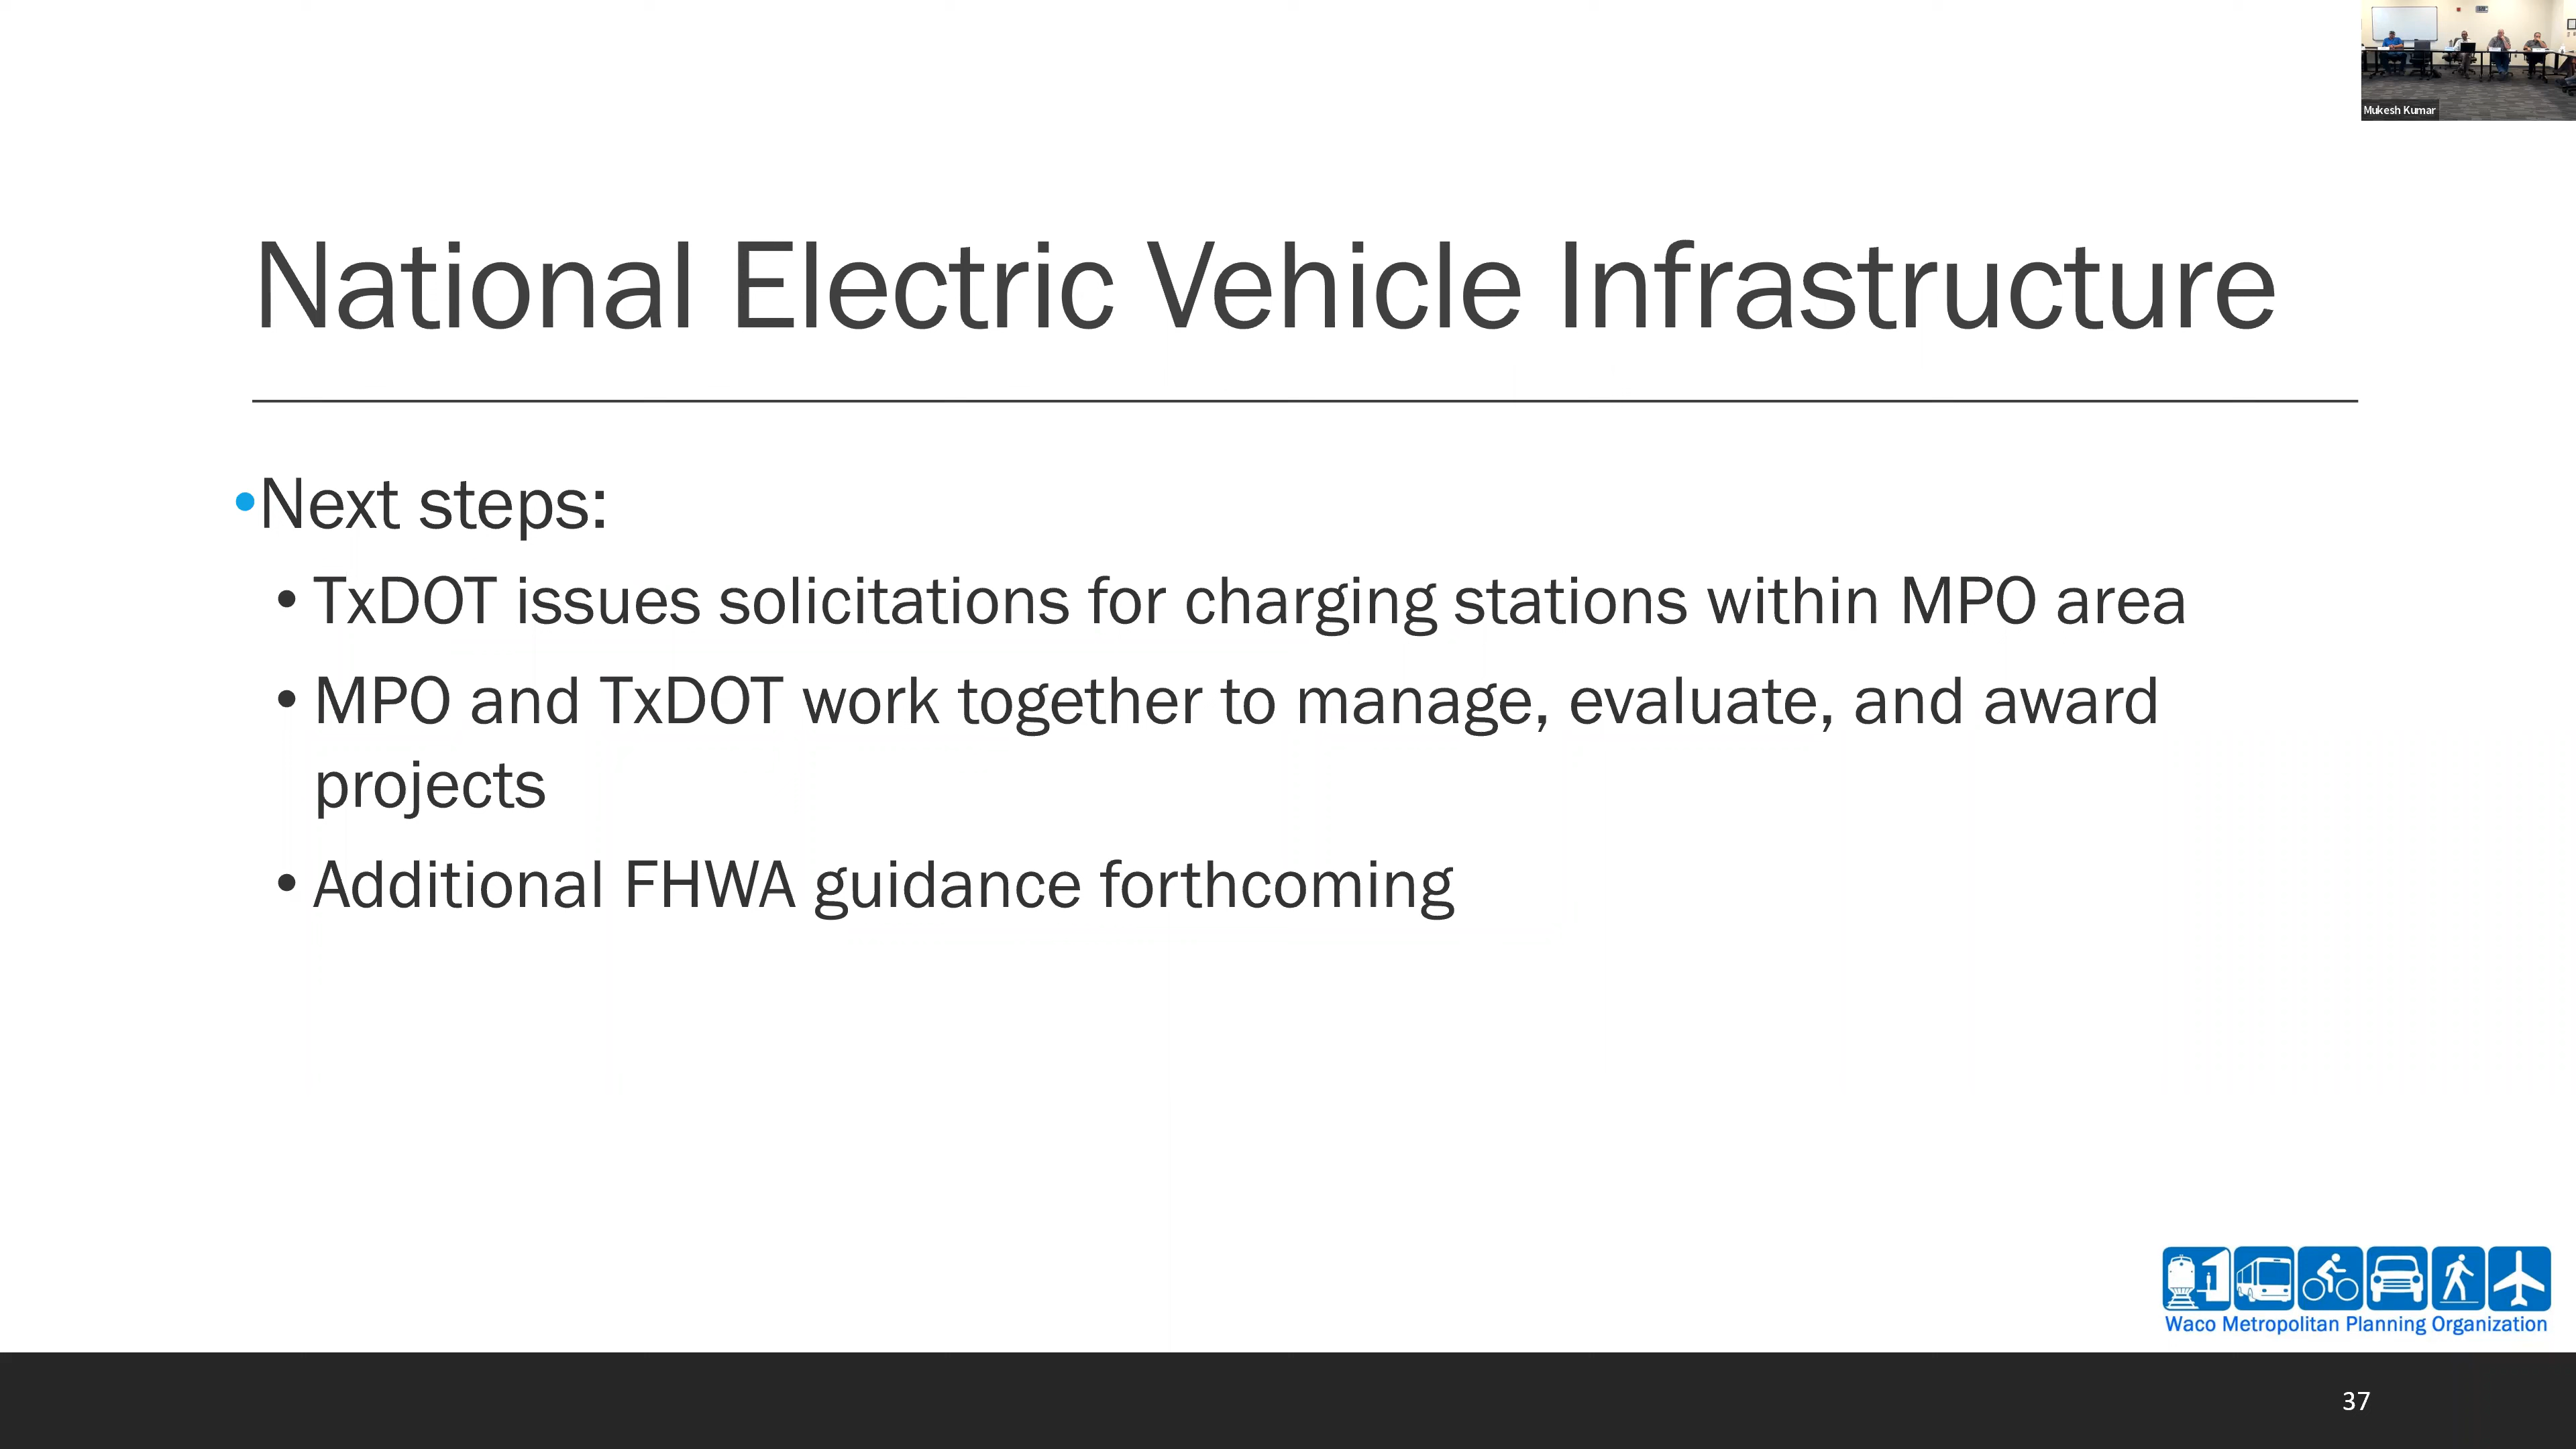 Mukesh Kumar
National Electric Vehicle Infrastructure
•Next steps:
• TxDOT issues solicitations for charging stations within MPO area
• MPO and TxDOT work together to manage, evaluate, and award
projects
• Additional FHWA guidance forthcoming
Waco Metropolitan Planning Organization
37